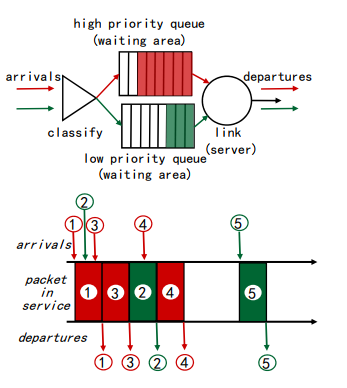 high priority queue
(waiting area)
arrivals
departures
classify
link
(server)
low priority queue
(waiting area)
2
1 3 4 5
arrivals
packet
in
service
1 3 2 4 5
departures
1 3 2 4 5